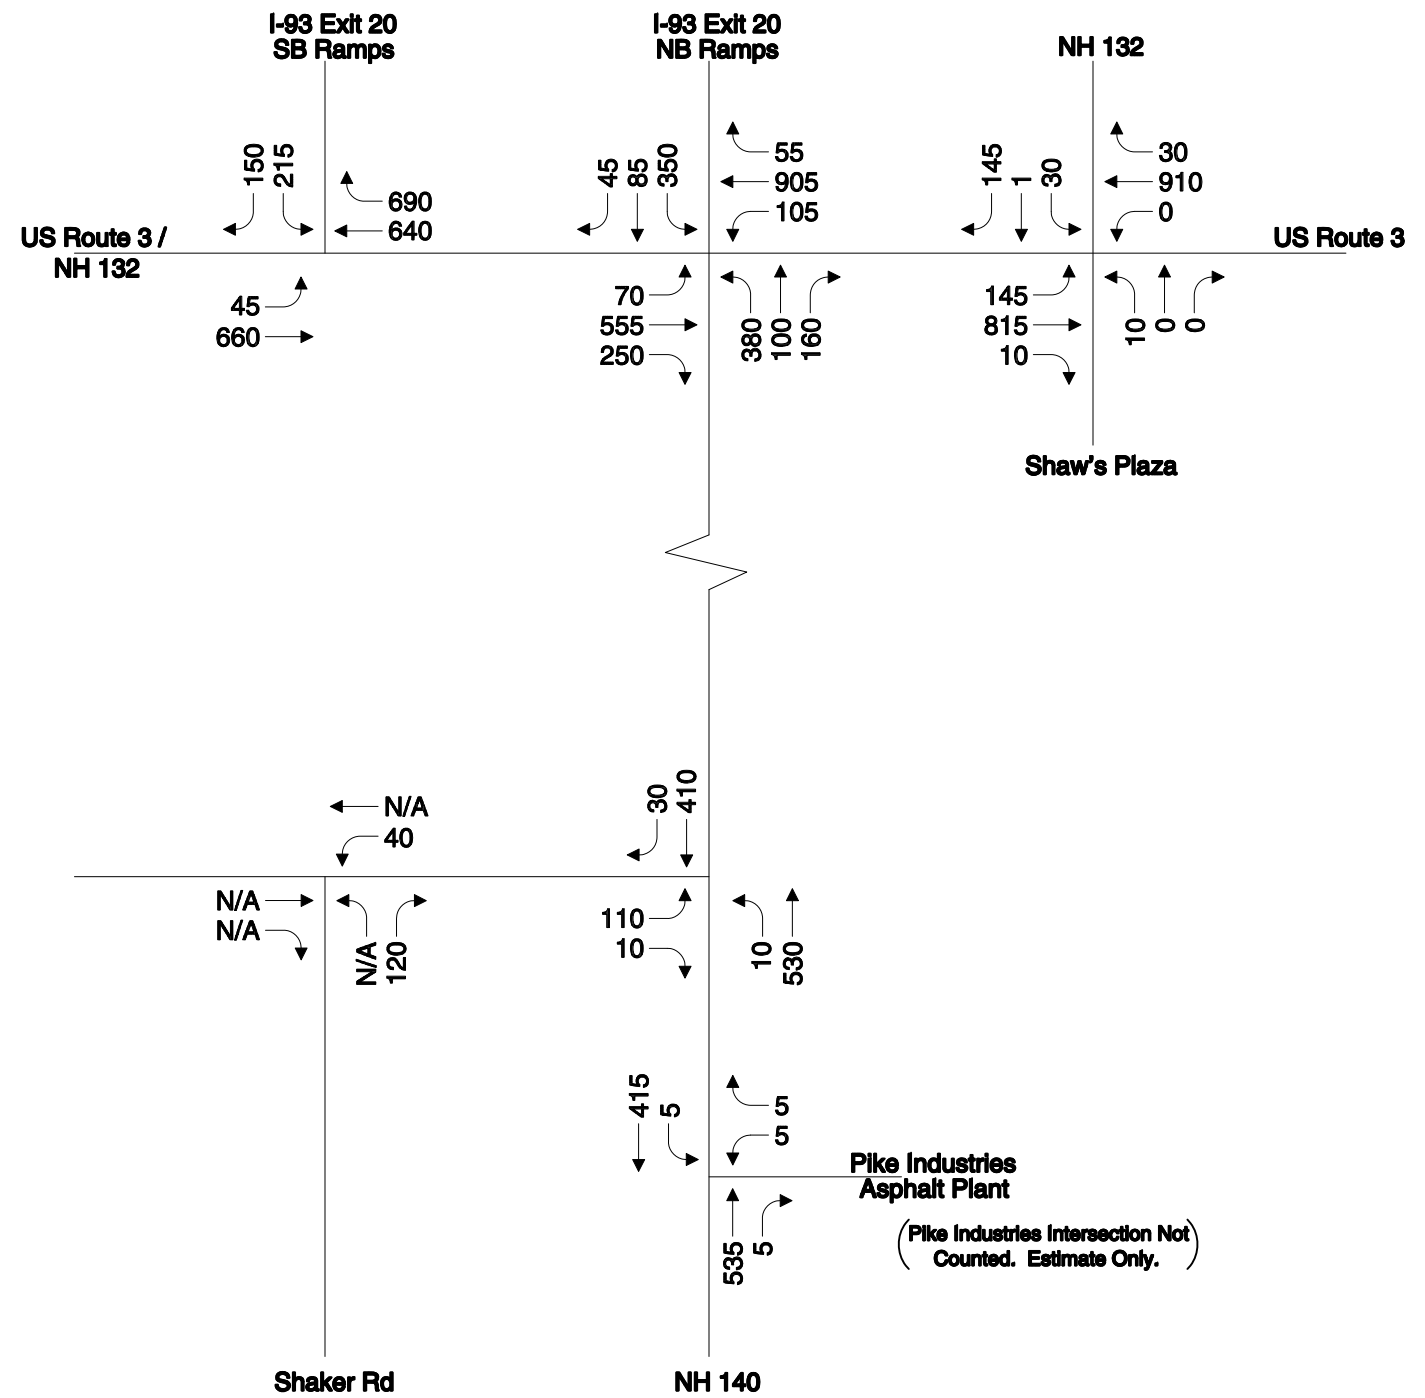 I-93 Exit 20
SB Ramps
I-93 Exit 20
NB Ramps
NH 132
150
215
690
640
45
85
350
55
905
105
145
1
30
30
910
0
US Route 3 /
NH 132
US Route 3
45
660
70
555
250
380
100
160
145
815
10
10
0
0
Shaw's Plaza
N/A
40
30
410
N/A
N/A
N/A
120
110
10
10
530
415
5
5
5
Pike Industries
Asphalt Plant
535
5
(Pike Industries Intersection Not
Counted. Estimate Only.)
Shaker Rd
NH 140